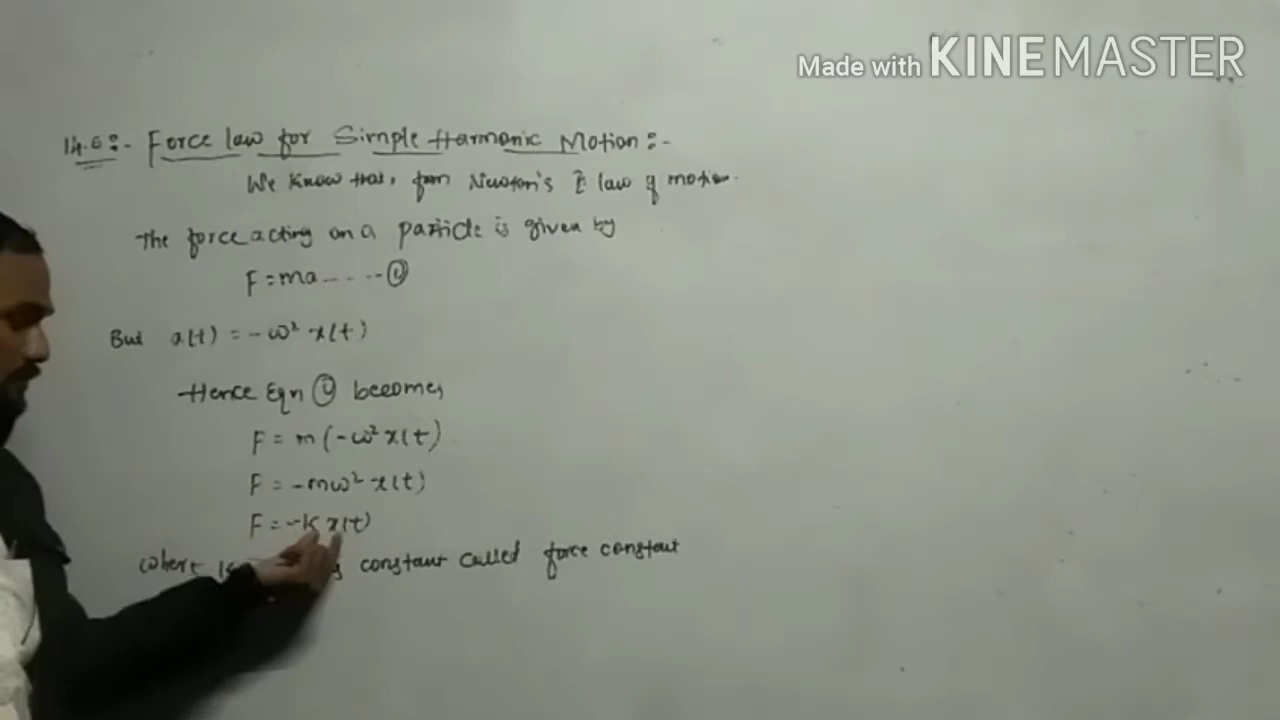 Made with KINEMASTER
14.6:- Force law for Simple Harmonic Motion:-
We know that, from Newton's law of motion.
The force acting on a particle is given by
F = ma ----- ①
But a(t) = -ω² x(t)
Hence Eqn ① becomes
F = m(-ω² x(t)
F = -mω² x(t)
F = -k x(t)
where k constant called force constant